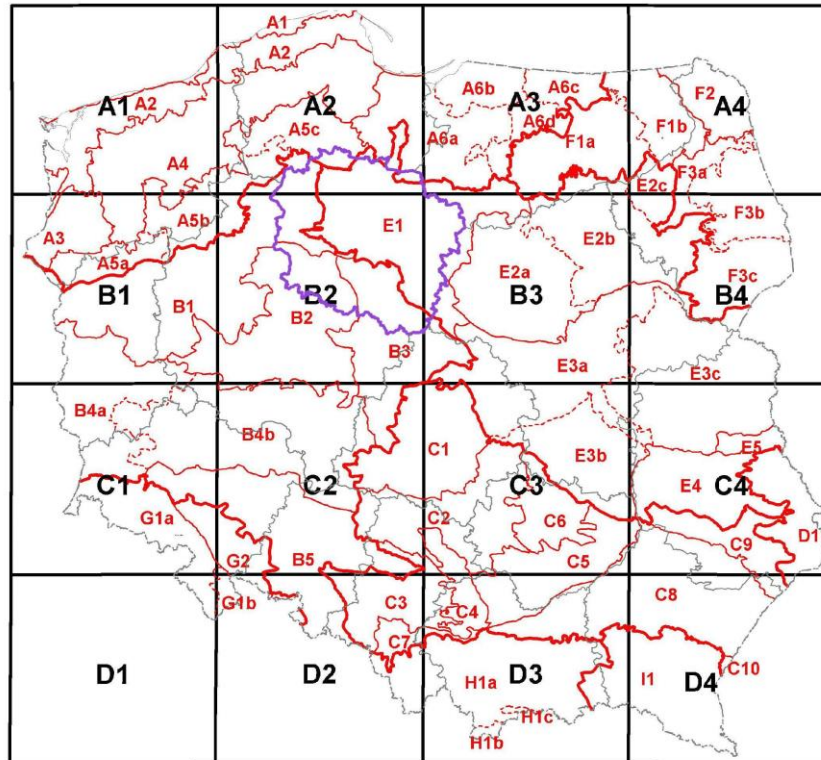 A1
A2
A1 A2 A6b A3 A6c F2 A4
A2 A5c A6a A6d F1a F1b
A4 E2c F3a
A3 A5b E1 E2b F3b
A5a E2a F3c
B1 B1 B2 B2 B3 B4
B3 E3a E3c
B4a B4b C1 E3b E5
C1 C2 C3 E4 C4
G1a C2 C6 C9 D1
G2 B5 C5
G1b C3 C4 C8
C7
D1 D2 H1a D3 I1 D4 C10
H1c
H1b